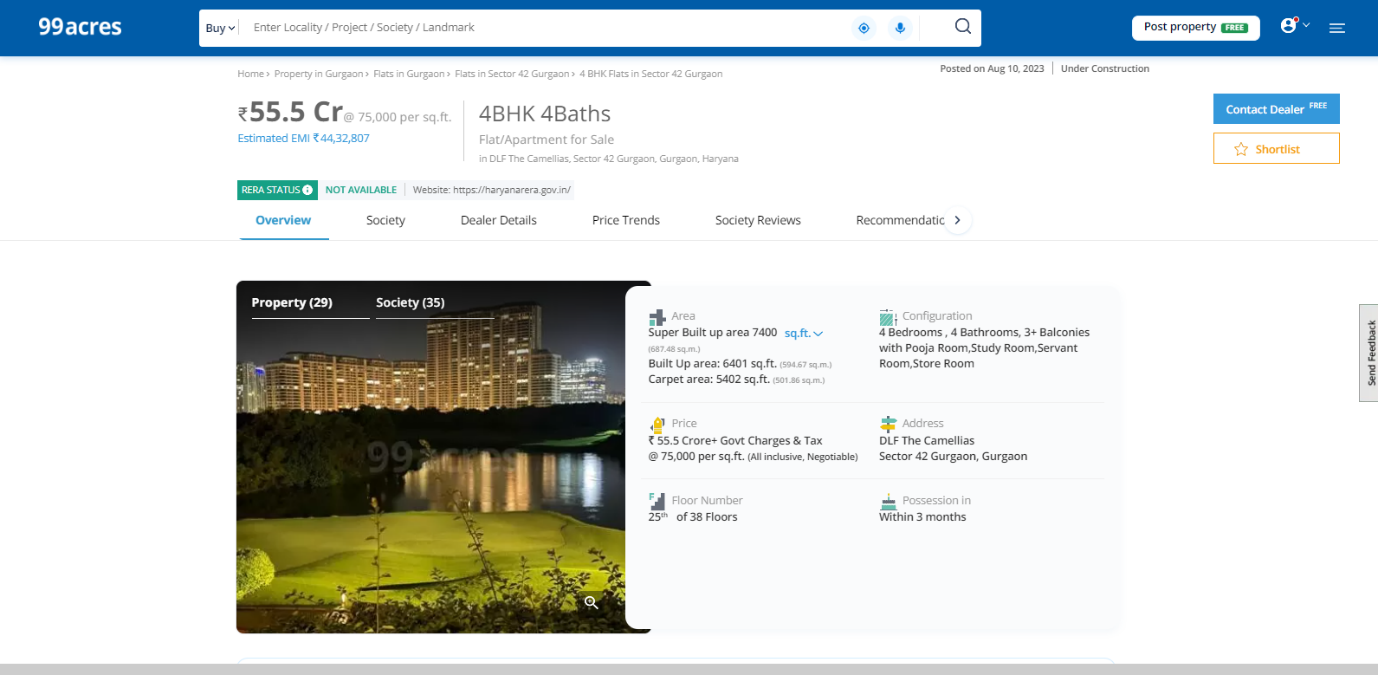 99acres
Buy
Enter Locality / Project / Society / Landmark
Post property FREE
Home › Property in Gurgaon › Flats in Gurgaon › Flats in Sector 42 Gurgaon › 4 BHK Flats in Sector 42 Gurgaon
Posted on Aug 10, 2023 | Under Construction
₹55.5 Cr @ 75,000 per sq.ft.
Estimated EMI ₹44,32,807
4BHK 4Baths
Flat/Apartment for Sale
in DLF The Camellias, Sector 42 Gurgaon, Gurgaon, Haryana
Contact Dealer FREE
Shortlist
RERA STATUS NOT AVAILABLE | Website: https://haryanarera.gov.in/
Overview
Society
Dealer Details
Price Trends
Society Reviews
Recommendatio
Property (29)
Society (35)
99acres
Area
Super Built up area 7400 sq.ft.
(687.48 sq.m.)
Built Up area: 6401 sq.ft. (594.67 sq.m.)
Carpet area: 5402 sq.ft. (501.86 sq.m.)
Configuration
4 Bedrooms , 4 Bathrooms, 3+ Balconies
with Pooja Room,Study Room,Servant
Room,Store Room
Price
₹ 55.5 Crore+ Govt Charges & Tax
@ 75,000 per sq.ft. (All inclusive, Negotiable)
Address
DLF The Camellias
Sector 42 Gurgaon, Gurgaon
Floor Number
25th of 38 Floors
Possession in
Within 3 months
Send Feedback